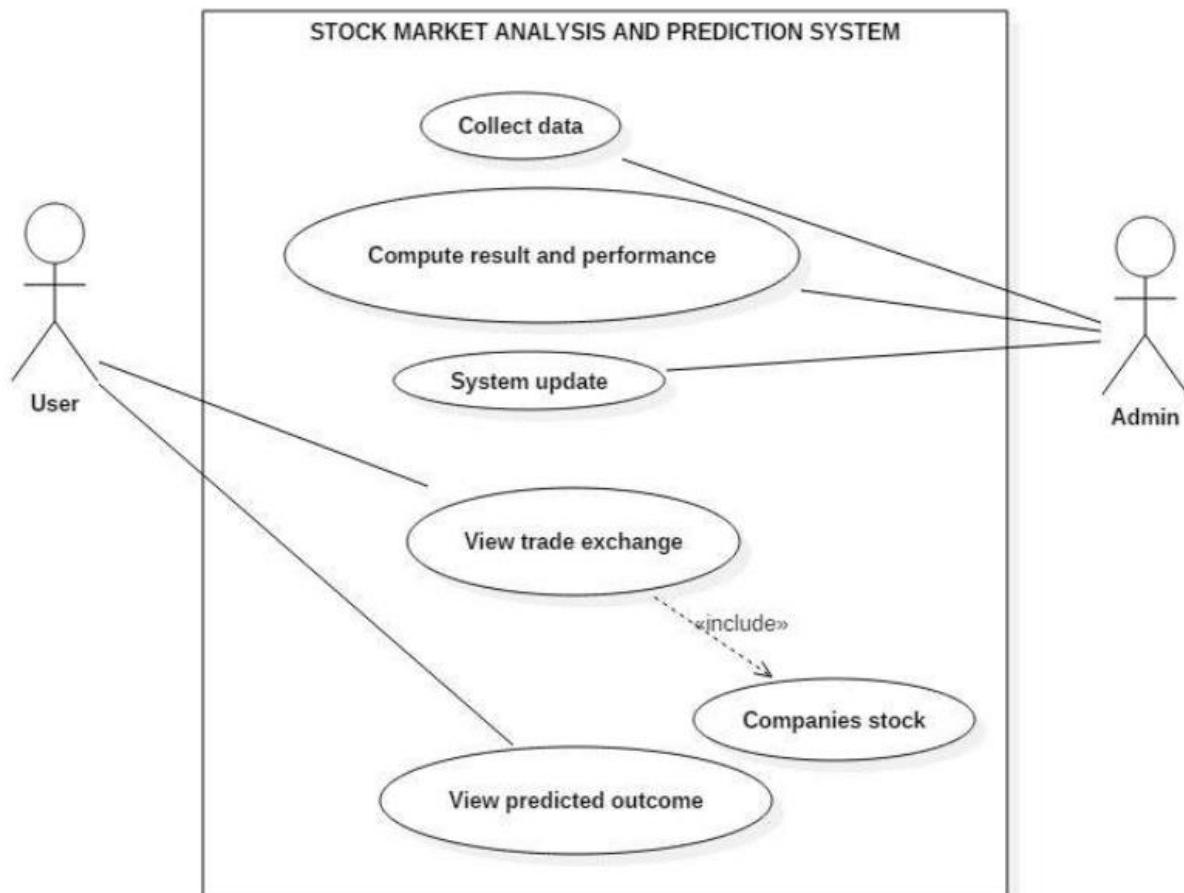 STOCK MARKET ANALYSIS AND PREDICTION SYSTEM
Collect data
Compute result and performance
System update
User
Admin
View trade exchange
«include»
Companies stock
View predicted outcome